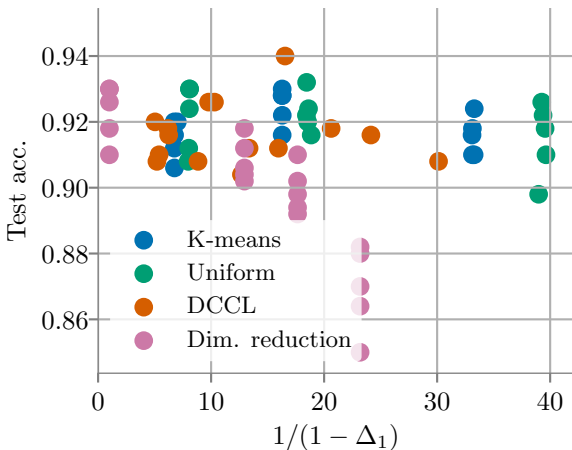 Test acc.
0.94
0.92
0.90
0.88
0.86
K-means
Uniform
DCCL
Dim. reduction
0 10 20 30 40
1/(1 − Δ₁)